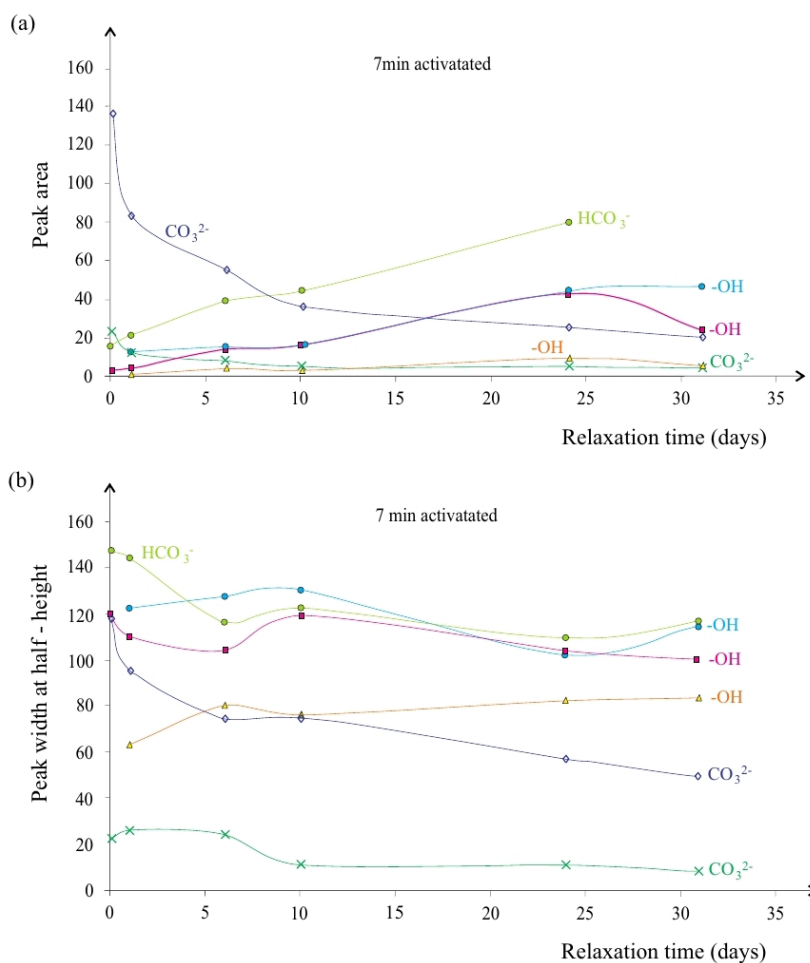 (a)
7min activatated
Peak area
160
140
120
100
80
60
40
20
0
HCO₃⁻
CO₃²⁻
-OH
-OH
-OH
CO₃²⁻
0 5 10 15 20 25 30 35
Relaxation time (days)
(b)
7 min activatated
Peak width at half - height
160
140
120
100
80
60
40
20
0
HCO₃⁻
-OH
-OH
-OH
CO₃²⁻
CO₃²⁻
0 5 10 15 20 25 30 35
Relaxation time (days)